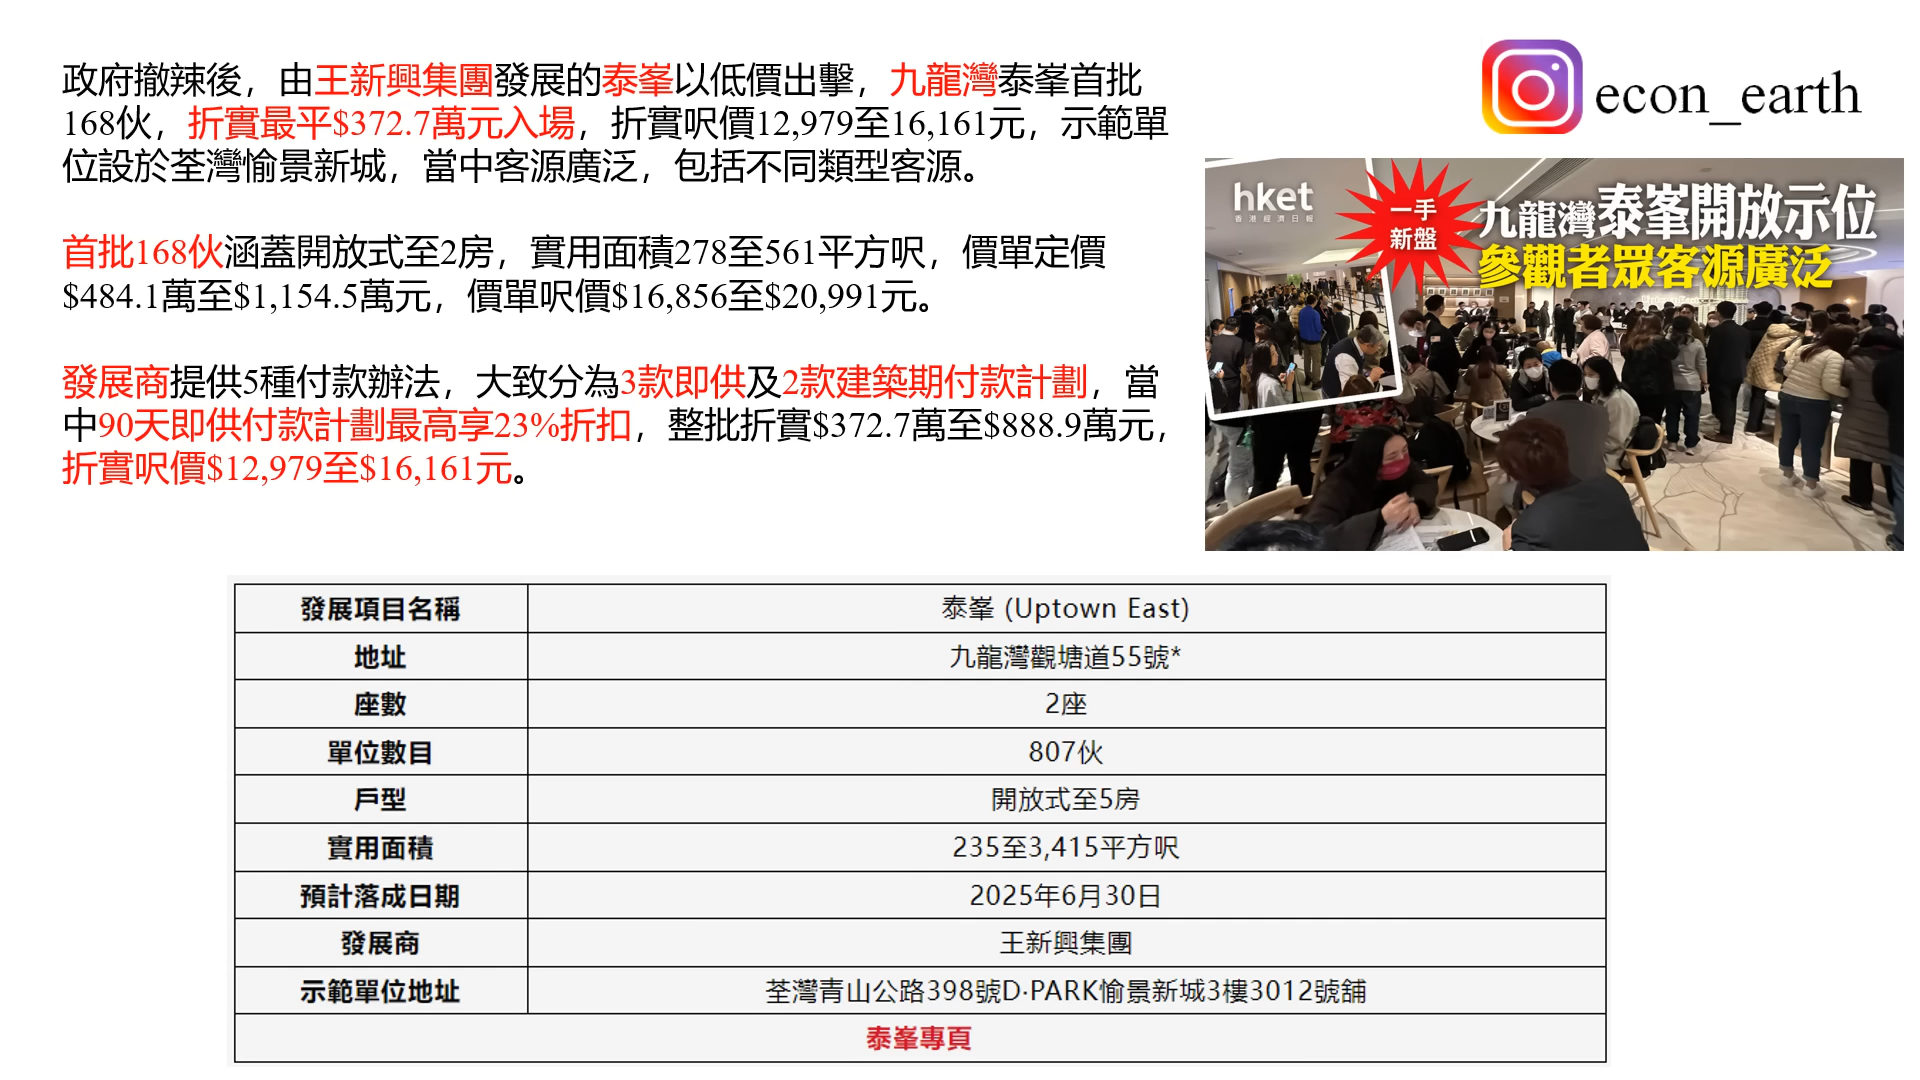 政府撤辣後，由王新興集團發展的泰峯以低價出擊，九龍灣泰峯首批
168伙，折實最平$372.7萬元入場，折實呎價12,979至16,161元，示範單
位設於荃灣愉景新城，當中客源廣泛，包括不同類型客源。
首批168伙涵蓋開放式至2房，實用面積278至561平方呎，價單定價
$484.1萬至$1,154.5萬元，價單呎價$16,856至$20,991元。
發展商提供5種付款辦法，大致分為3款即供及2款建築期付款計劃，當
中90天即供付款計劃最高享23%折扣，整批折實$372.7萬至$888.9萬元，
折實呎價$12,979至$16,161元。
econ_earth
hket
香港經濟日報
一手
新盤
九龍灣泰峯開放示位
參觀者眾客源廣泛
發展項目名稱 泰峯 (Uptown East)
地址 九龍灣觀塘道55號*
座數 2座
單位數目 807伙
戶型 開放式至5房
實用面積 235至3,415平方呎
預計落成日期 2025年6月30日
發展商 王新興集團
示範單位地址 荃灣青山公路398號D·PARK愉景新城3樓3012號舖
泰峯專頁